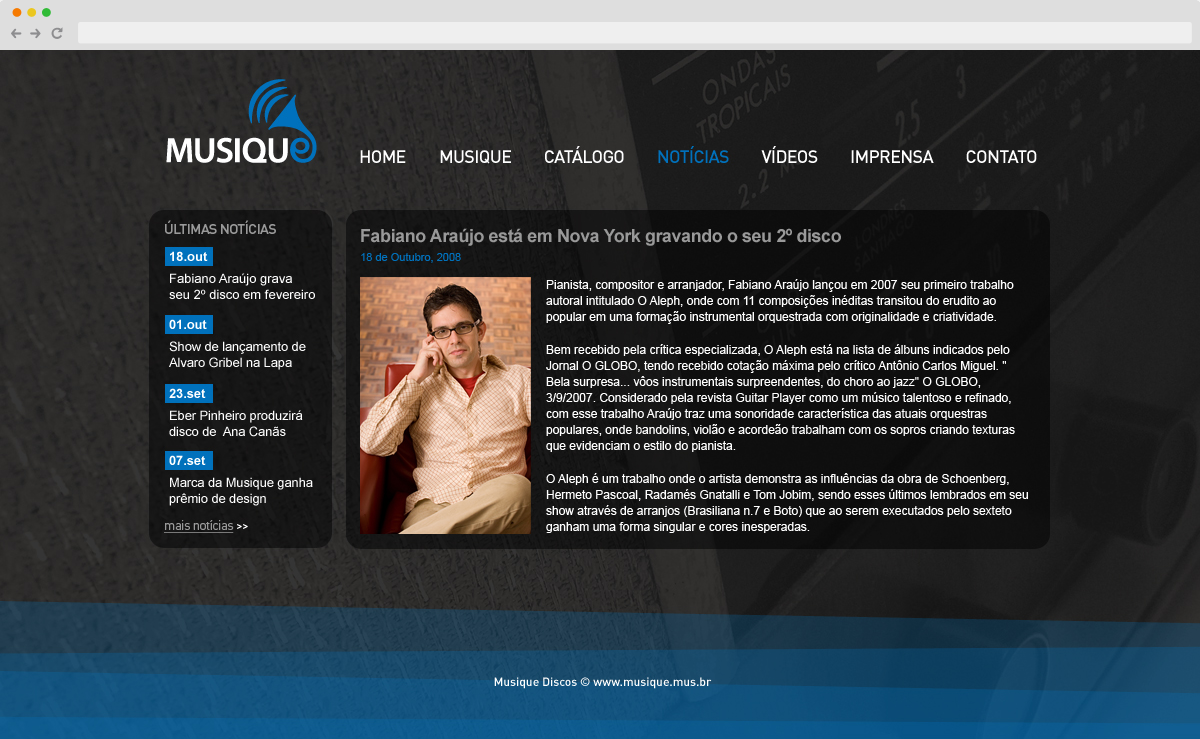 ONDAS
TROPICAIS
MUSIQUE
HOME
MUSIQUE
CATÁLOGO
NOTÍCIAS
VÍDEOS
IMPRENSA
CONTATO
3
2.5
2.2
ÚLTIMAS NOTÍCIAS
18.out
Fabiano Araújo grava
seu 2º disco em fevereiro
01.out
Show de lançamento de
Alvaro Gribel na Lapa
23.set
Eber Pinheiro produzirá
disco de  Ana Canãs
07.set
Marca da Musique ganha
prêmio de design
mais notícias >>
Fabiano Araújo está em Nova York gravando o seu 2º disco
18 de Outubro, 2008
Pianista, compositor e arranjador, Fabiano Araújo lançou em 2007 seu primeiro trabalho
autoral intitulado O Aleph, onde com 11 composições inéditas transitou do erudito ao
popular em uma formação instrumental orquestrada com originalidade e criatividade.
Bem recebido pela crítica especializada, O Aleph está na lista de álbuns indicados pelo
Jornal O GLOBO, tendo recebido cotação máxima pelo crítico Antônio Carlos Miguel. "
Bela surpresa... vôos instrumentais surpreendentes, do choro ao jazz" O GLOBO,
3/9/2007. Considerado pela revista Guitar Player como um músico talentoso e refinado,
com esse trabalho Araújo traz uma sonoridade característica das atuais orquestras
populares, onde bandolins, violão e acordeão trabalham com os sopros criando texturas
que evidenciam o estilo do pianista.
O Aleph é um trabalho onde o artista demonstra as influências da obra de Schoenberg,
Hermeto Pascoal, Radamés Gnatalli e Tom Jobim, sendo esses últimos lembrados em seu
show através de arranjos (Brasiliana n.7 e Boto) que ao serem executados pelo sexteto
ganham uma forma singular e cores inesperadas.
Musique Discos © www.musique.mus.br